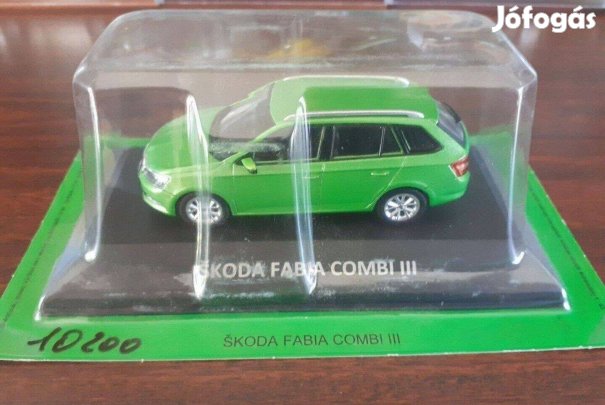 Jófogás
ŠKODA FABIA COMBI III
ŠKODA FABIA COMBI III
10200